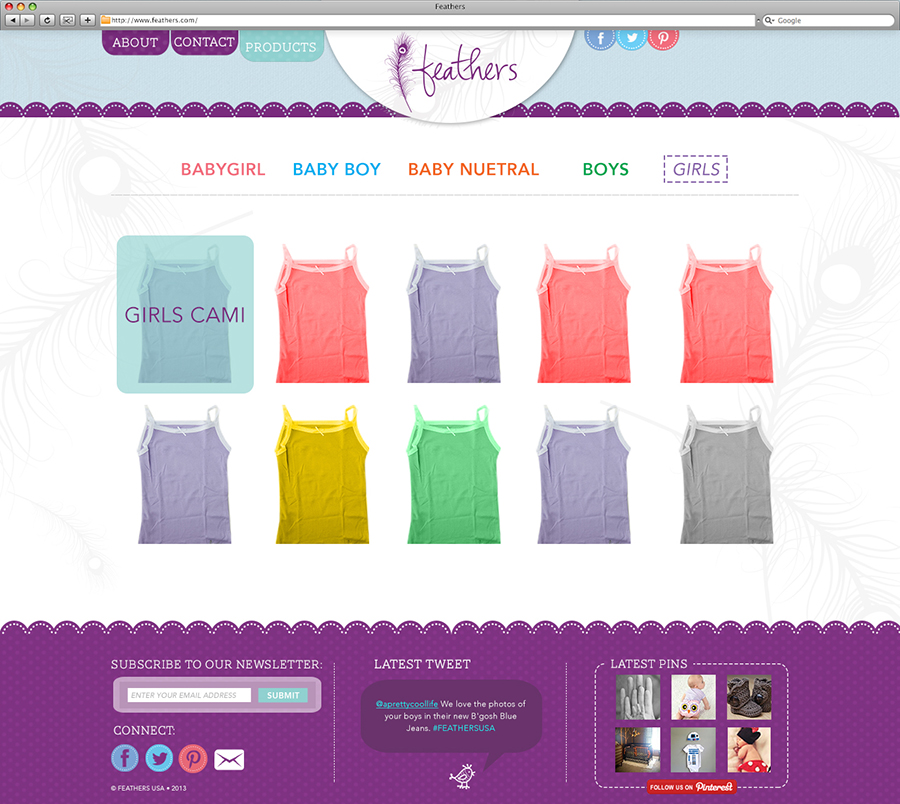 Feathers
http://www.feathers.com/
Google
ABOUT
CONTACT
PRODUCTS
feathers
BABYGIRL
BABY BOY
BABY NUETRAL
BOYS
GIRLS
GIRLS CAMI
SUBSCRIBE TO OUR NEWSLETTER:
ENTER YOUR EMAIL ADDRESS
SUBMIT
CONNECT:
© FEATHERS USA • 2013
LATEST TWEET
@aprettycoollife We love the photos of
your boys in their new B'gosh Blue
Jeans. #FEATHERSUSA
LATEST PINS
FOLLOW US ON Pinterest